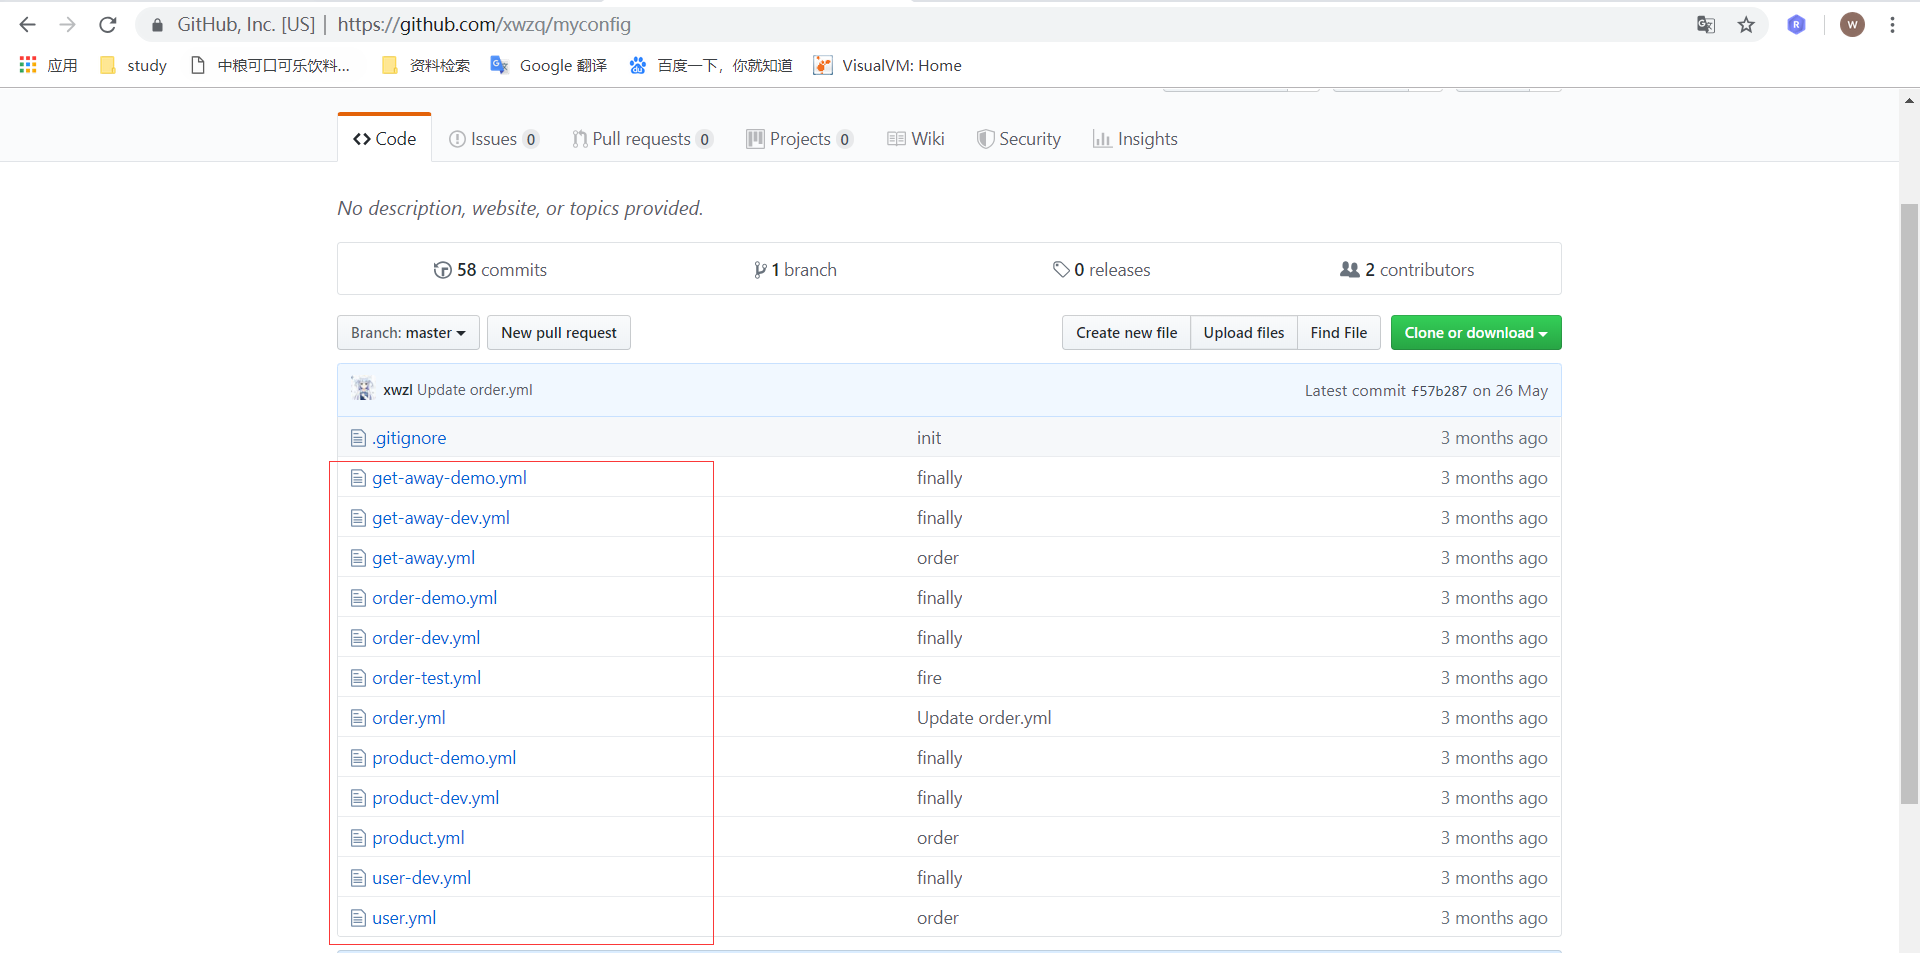 GitHub, Inc. [US] | https://github.com/xwzq/myconfig
应用 study 中粮可口可乐饮料... 资料检索 Google 翻译 百度一下，你就知道 VisualVM: Home
Code Issues 0 Pull requests 0 Projects 0 Wiki Security Insights
No description, website, or topics provided.
58 commits 1 branch 0 releases 2 contributors
Branch: master New pull request Create new file Upload files Find File Clone or download
xwzl Update order.yml Latest commit f57b287 on 26 May
.gitignore init 3 months ago
get-away-demo.yml finally 3 months ago
get-away-dev.yml finally 3 months ago
get-away.yml order 3 months ago
order-demo.yml finally 3 months ago
order-dev.yml finally 3 months ago
order-test.yml fire 3 months ago
order.yml Update order.yml 3 months ago
product-demo.yml finally 3 months ago
product-dev.yml finally 3 months ago
product.yml order 3 months ago
user-dev.yml finally 3 months ago
user.yml order 3 months ago